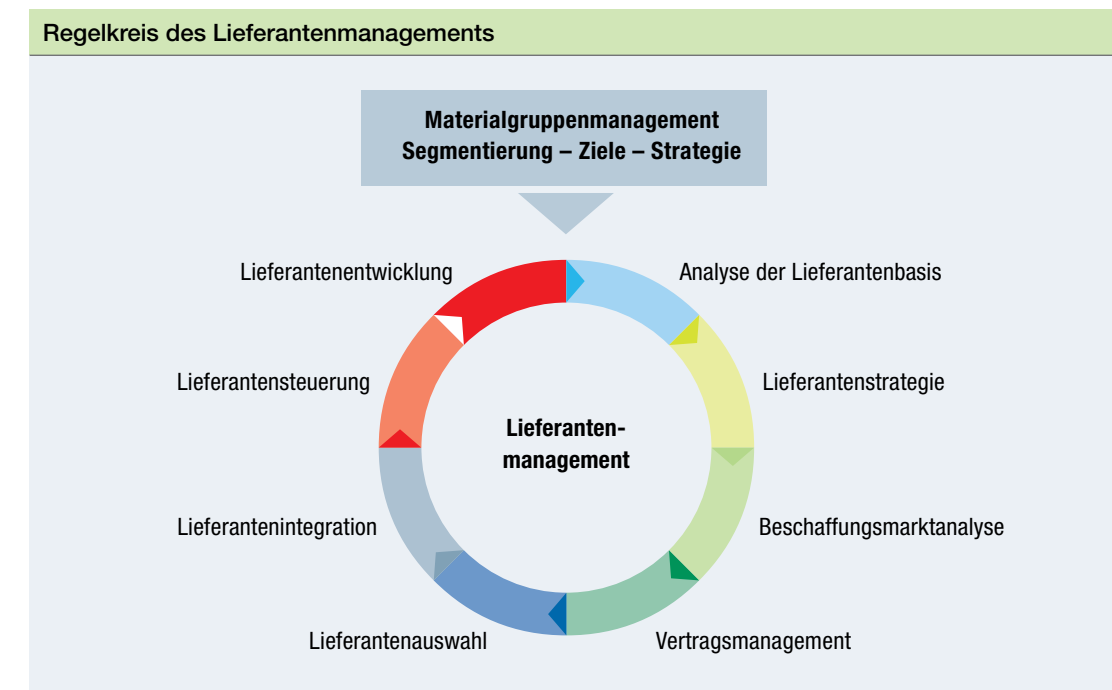 Regelkreis des Lieferantenmanagements
Materialgruppenmanagement
Segmentierung – Ziele – Strategie
Lieferantenentwicklung
Analyse der Lieferantenbasis
Lieferantensteuerung
Lieferantenstrategie
Lieferanten-
management
Lieferantenintegration
Beschaffungsmarktanalyse
Lieferantenauswahl
Vertragsmanagement